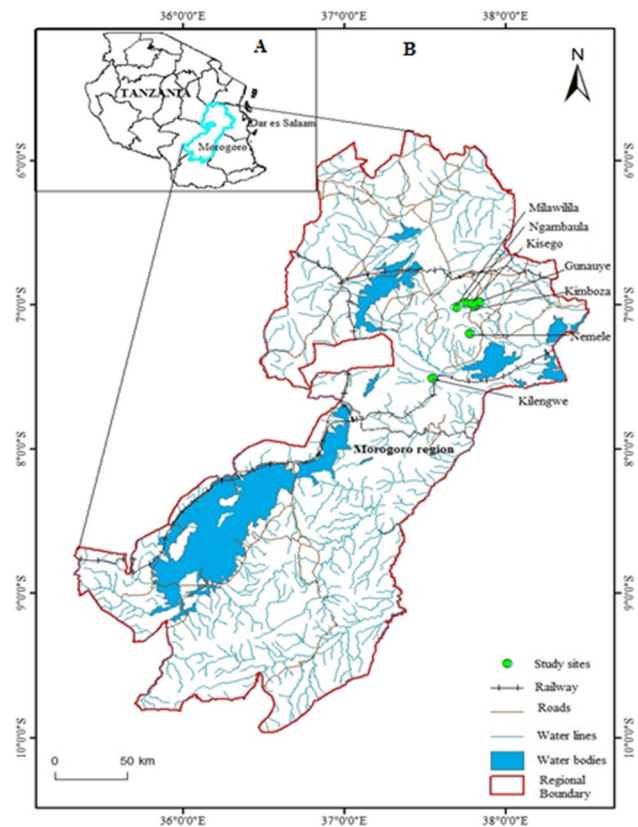 36°0'0"E 37°0'0"E 38°0'0"E
A B
N
TANZANIA
Dar es Salaam
Morogoro
6°0'0"S 6°0'0"S
Milawilila
Ngambaula
Kisego
Gunauye
7°0'0"S Kimboza 7°0'0"S
Nemele
Kilengwe
Morogoro region
8°0'0"S 8°0'0"S
9°0'0"S 9°0'0"S
Study sites
Railway
Roads
Water lines
10°0'0"S 10°0'0"S
Water bodies
Regional
Boundary
0 50 km
36°0'0"E 37°0'0"E 38°0'0"E